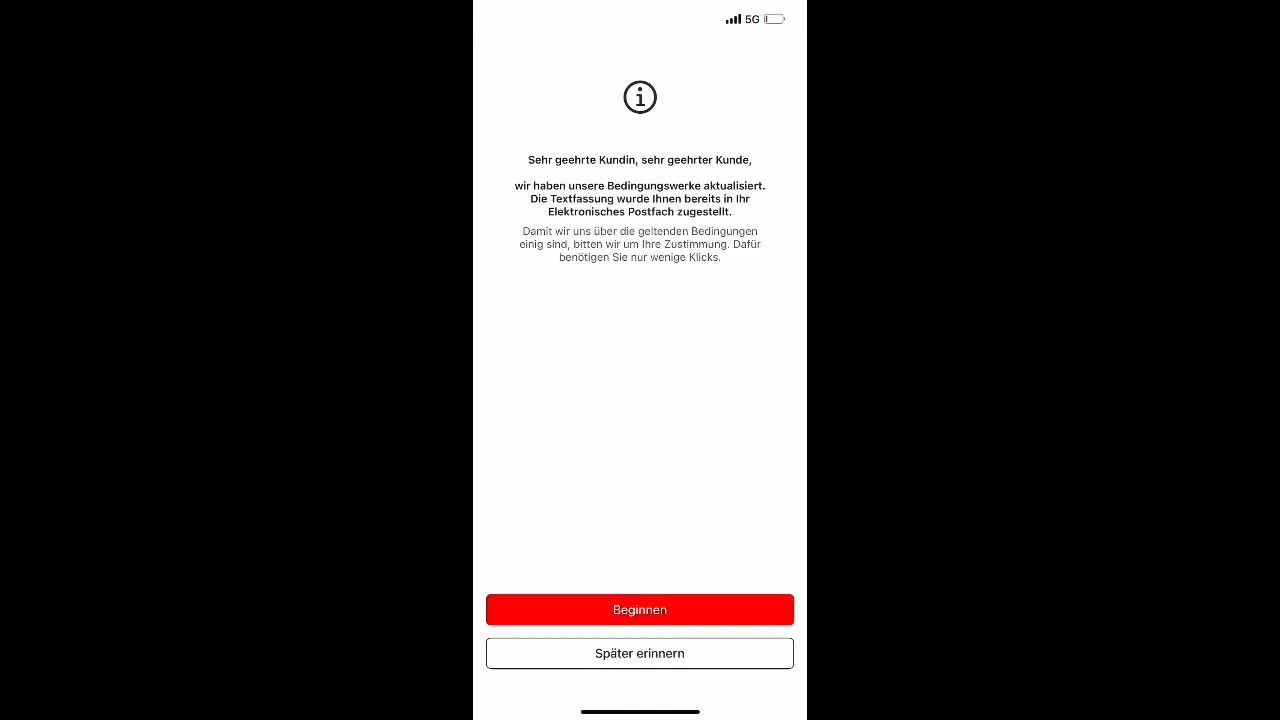 5G
Sehr geehrte Kundin, sehr geehrter Kunde,
wir haben unsere Bedingungswerke aktualisiert.
Die Textfassung wurde Ihnen bereits in Ihr
Elektronisches Postfach zugestellt.
Damit wir uns über die geltenden Bedingungen
einig sind, bitten wir um Ihre Zustimmung. Dafür
benötigen Sie nur wenige Klicks.
Beginnen
Später erinnern